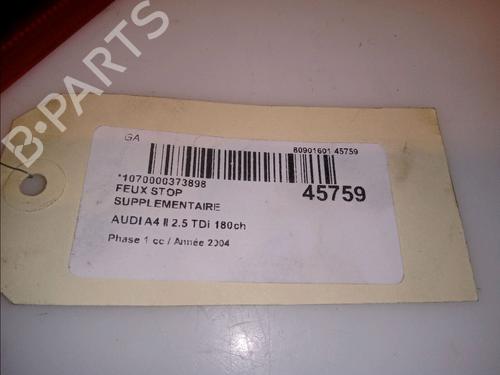 B-PARTS
GA
80901601 45759
*1070000373898
45759
FEUX STOP
SUPPLEMENTAIRE
AUDI A4 II 2.5 TDi 180ch
Phase 1 cc / Année 2004